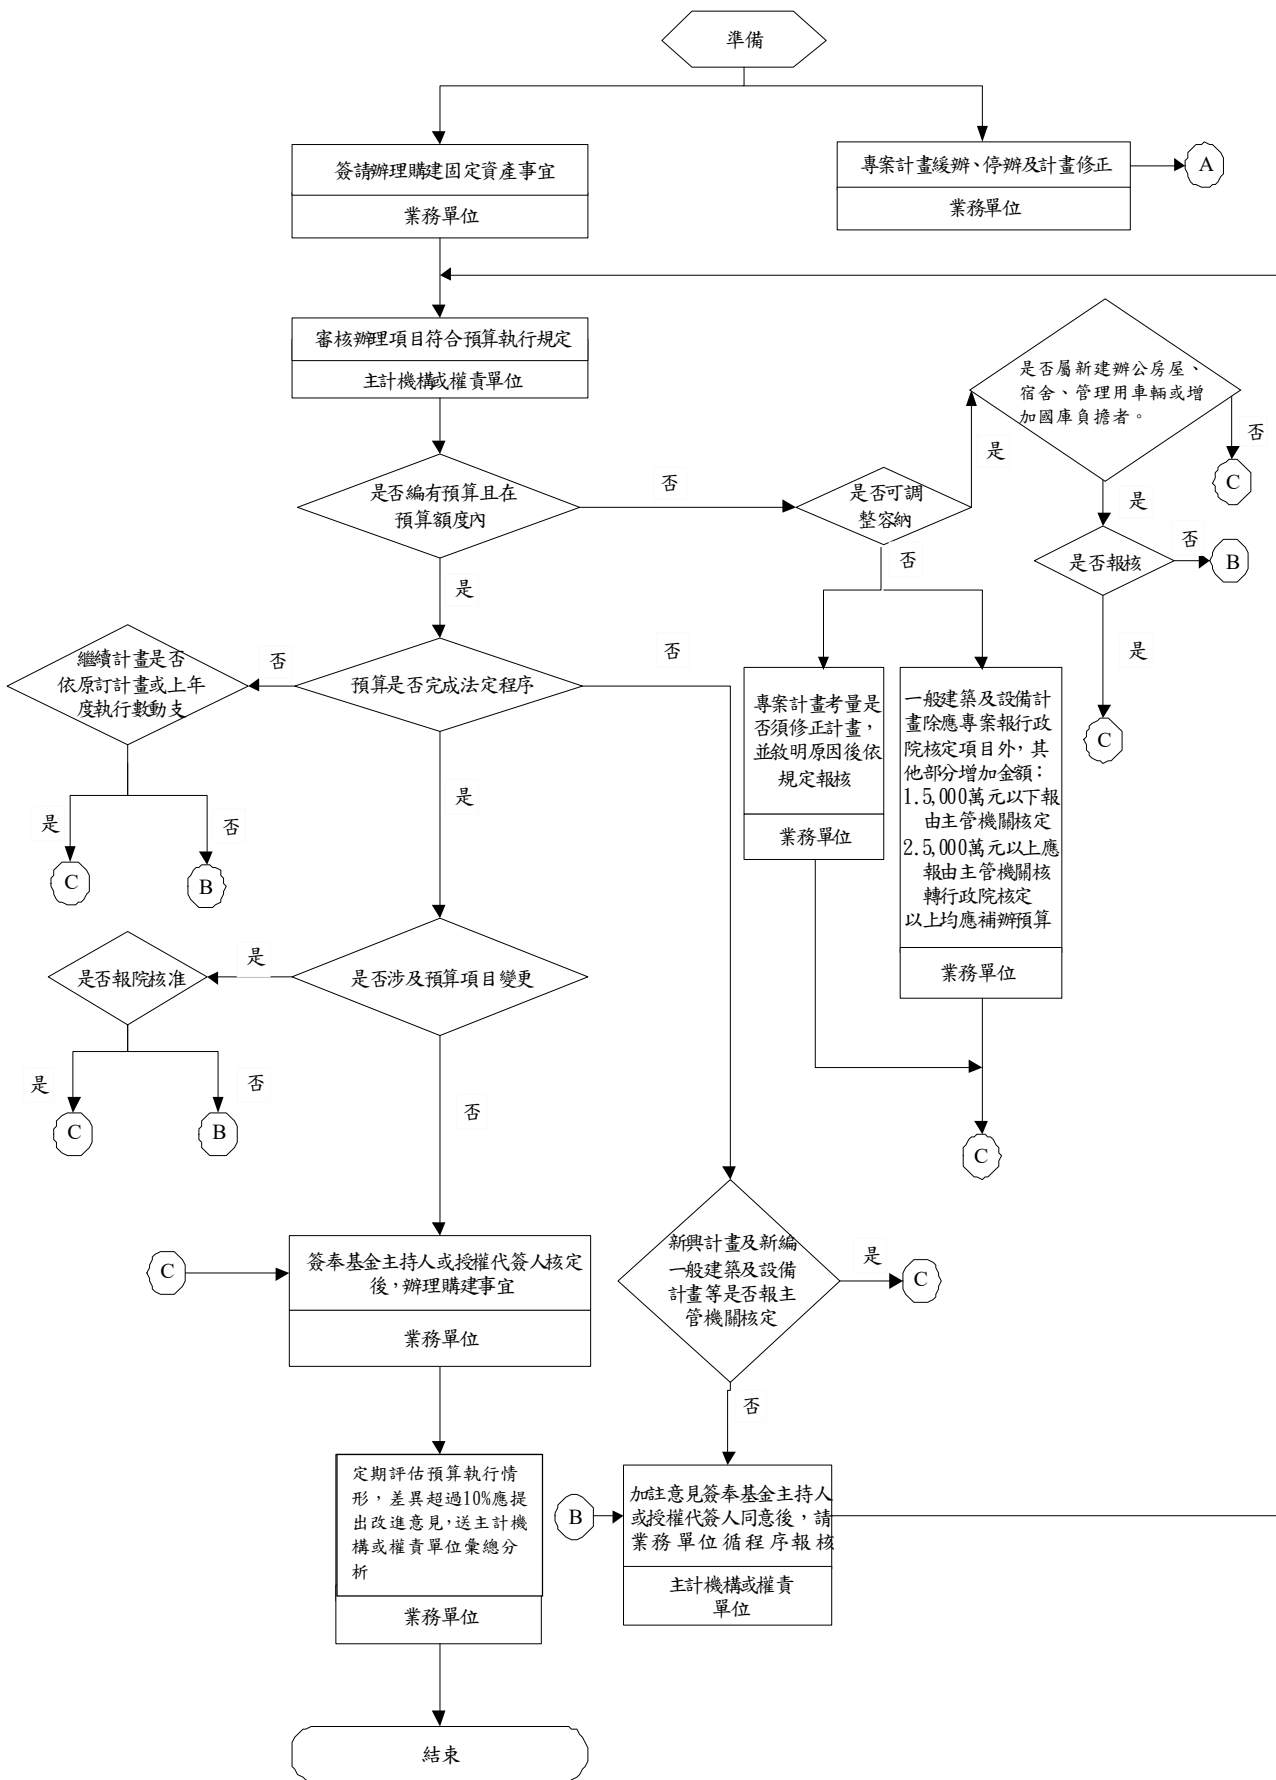 準備
簽請辦理購建固定資產事宜
業務單位
專案計畫緩辦、停辦及計畫修正
業務單位
A
審核辦理項目符合預算執行規定
主計機構或權責單位
是否屬新建辦公房屋、
宿舍、管理用車輛或增
加國庫負擔者。
否
C
是
是否編有預算且在
預算額度內
否
是否可調
整容納
是
是否報核
否
B
否
是
是
C
繼續計畫是否
依原訂計畫或上年
度執行數動支
否
預算是否完成法定程序
否
是
C
否
B
是
專案計畫考量是
否須修正計畫，
並敘明原因後依
規定報核
業務單位
一般建築及設備計
畫除應專案報行政
院核定項目外，其
他部分增加金額：
1.5,000萬元以下報
由主管機關核定
2.5,000萬元以上應
報由主管機關核
轉行政院核定
以上均應補辦預算
業務單位
C
是否報院核准
是
是否涉及預算項目變更
是
C
否
B
否
C
簽奉基金主持人或授權代簽人核定
後，辦理購建事宜
業務單位
新興計畫及新編
一般建築及設備
計畫等是否報主
管機關核定
是
C
否
定期評估預算執行情
形，差異超過10%應提
出改進意見，送主計機
構或權責單位彙總分
析
業務單位
B
加註意見簽奉基金主持人
或授權代簽人同意後，請
業務單位循程序報核
主計機構或權責
單位
結束